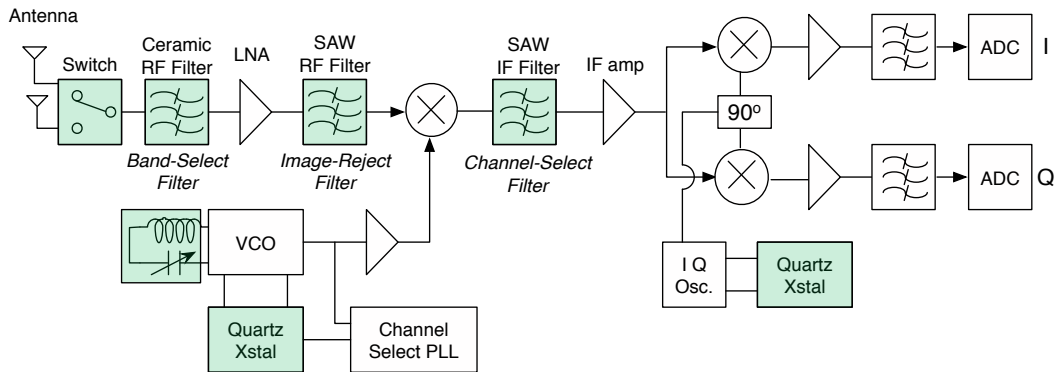 Antenna
Switch
Ceramic
RF Filter
Band-Select
Filter
LNA
SAW
RF Filter
Image-Reject
Filter
SAW
IF Filter
Channel-Select
Filter
IF amp
90º
ADC
I
ADC
Q
VCO
Quartz
Xstal
Channel
Select PLL
I Q
Osc.
Quartz
Xstal